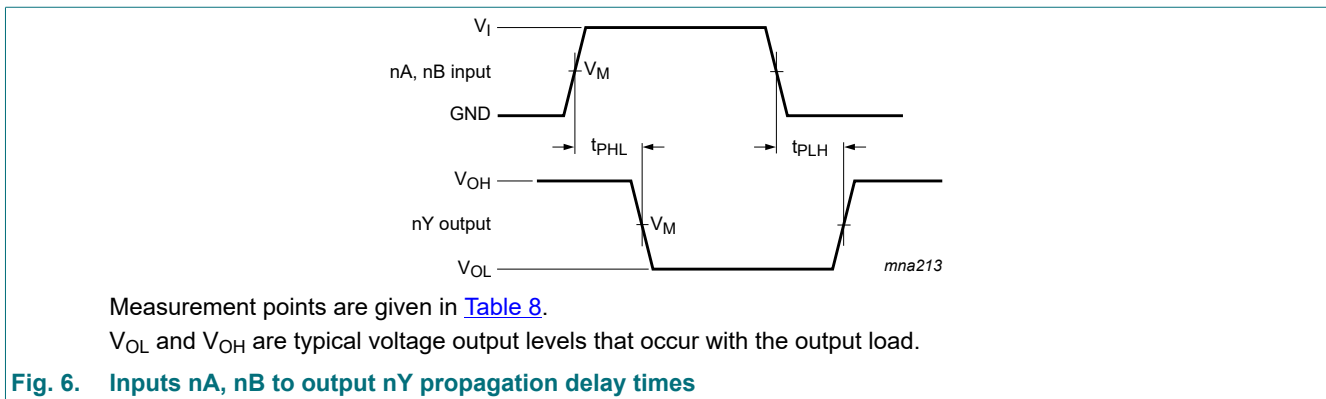 V_I
nA, nB input
V_M
GND
t_PHL
t_PLH
V_OH
nY output
V_M
V_OL
mna213
Measurement points are given in Table 8.
V_OL and V_OH are typical voltage output levels that occur with the output load.
Fig. 6. Inputs nA, nB to output nY propagation delay times